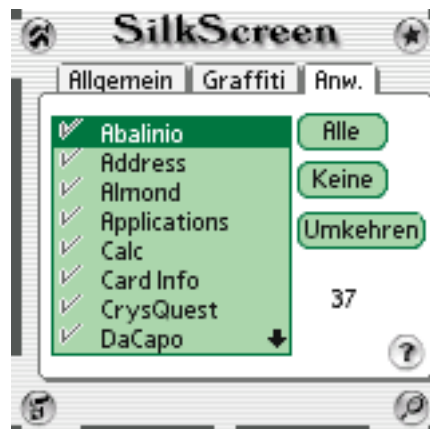 SilkScreen
Allgemein Graffiti Anw.
Abalinio
Address
Almond
Applications
Calc
Card Info
CrysQuest
DaCapo
Alle
Keine
Umkehren
37
?